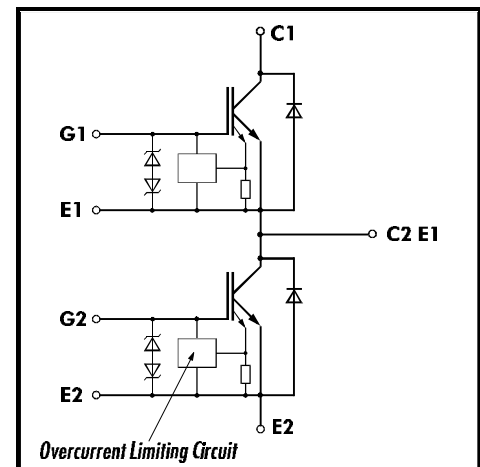 C1
G1
E1
C2 E1
G2
E2
E2
Overcurrent Limiting Circuit